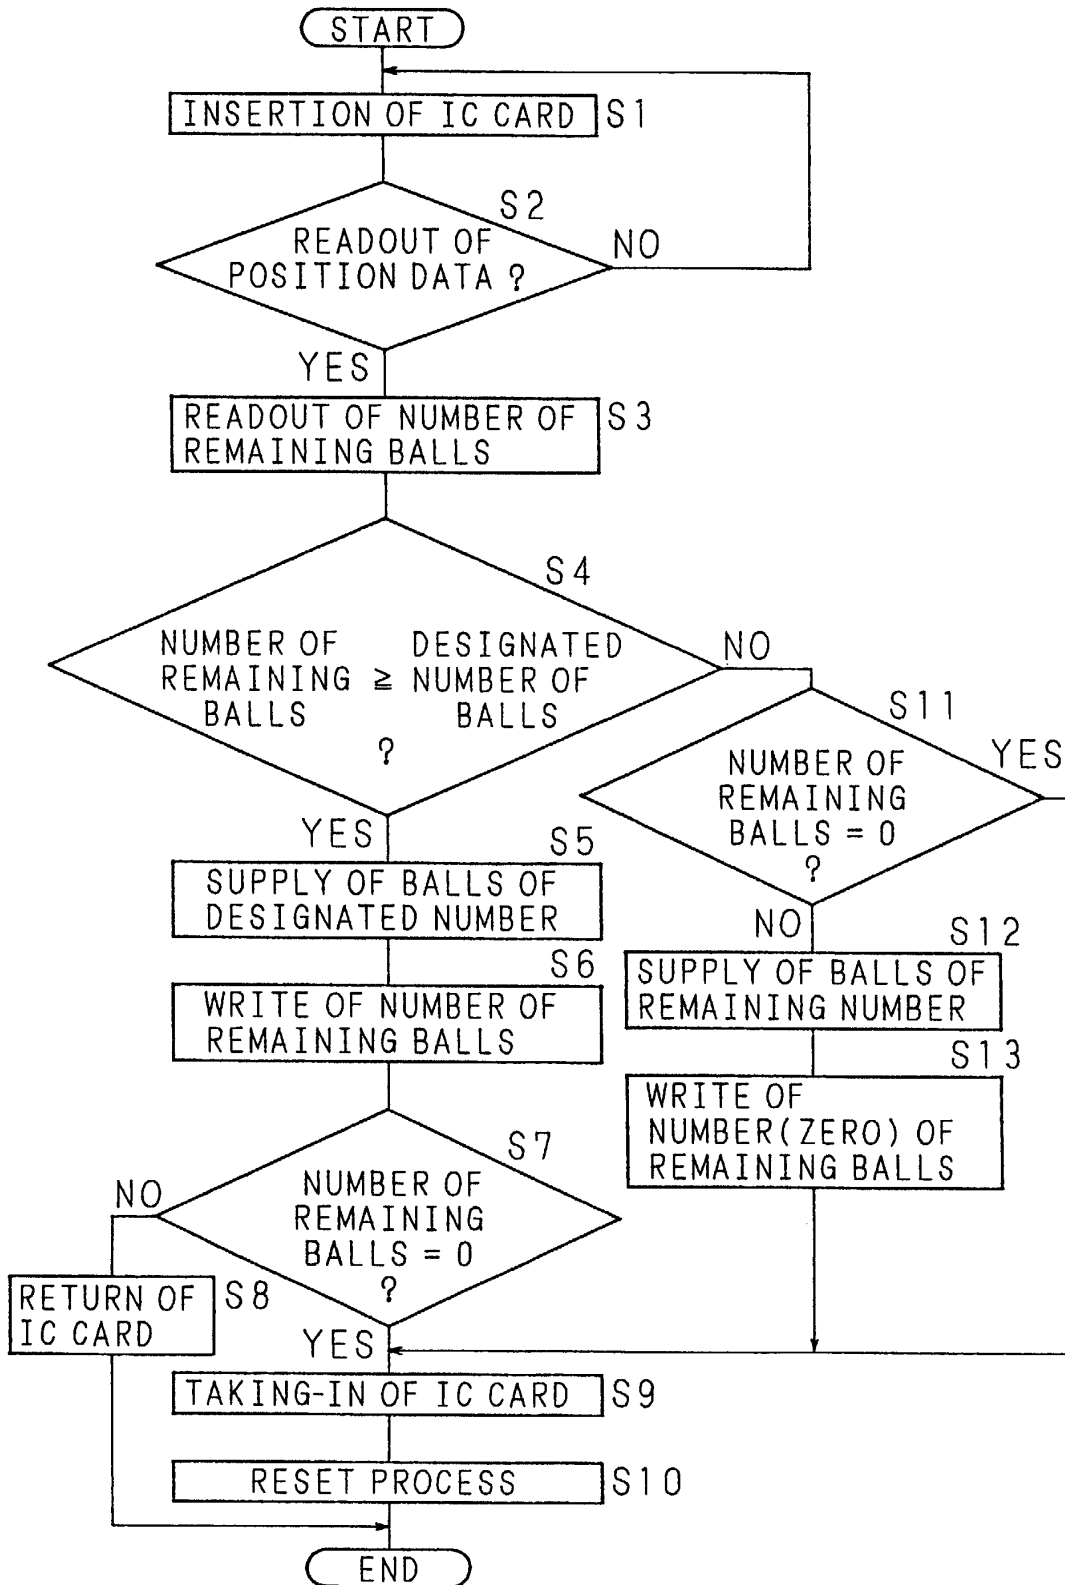 START
INSERTION OF IC CARD S1
S2
READOUT OF
POSITION DATA ?
NO
YES
READOUT OF NUMBER OF
REMAINING BALLS
S3
S4
NUMBER OF
REMAINING
BALLS
≧
DESIGNATED
NUMBER OF
BALLS
?
NO
YES
S11
NUMBER OF
REMAINING
BALLS = 0
?
YES
NO
S5
SUPPLY OF BALLS OF
DESIGNATED NUMBER
S6
WRITE OF NUMBER OF
REMAINING BALLS
S12
SUPPLY OF BALLS OF
REMAINING NUMBER
S13
WRITE OF
NUMBER(ZERO) OF
REMAINING BALLS
S7
NUMBER OF
REMAINING
BALLS = 0
?
NO
YES
RETURN OF
IC CARD
S8
TAKING-IN OF IC CARD S9
RESET PROCESS S10
END